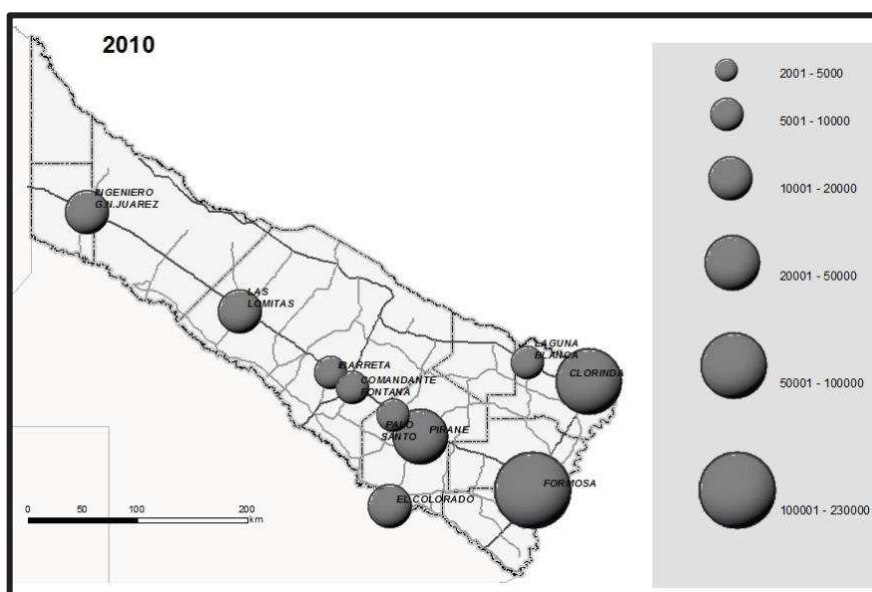 2010
INGENIERO
G.N.JUAREZ
LAS
LOMITAS
IBARRETA
COMANDANTE
FONTANA
PALO
SANTO
PIRANE
EL COLORADO
LAGUNA
BLANCA
CLORINDA
FORMOSA
0 50 100 200
km
2001 - 5000
5001 - 10000
10001 - 20000
20001 - 50000
50001 - 100000
100001 - 230000